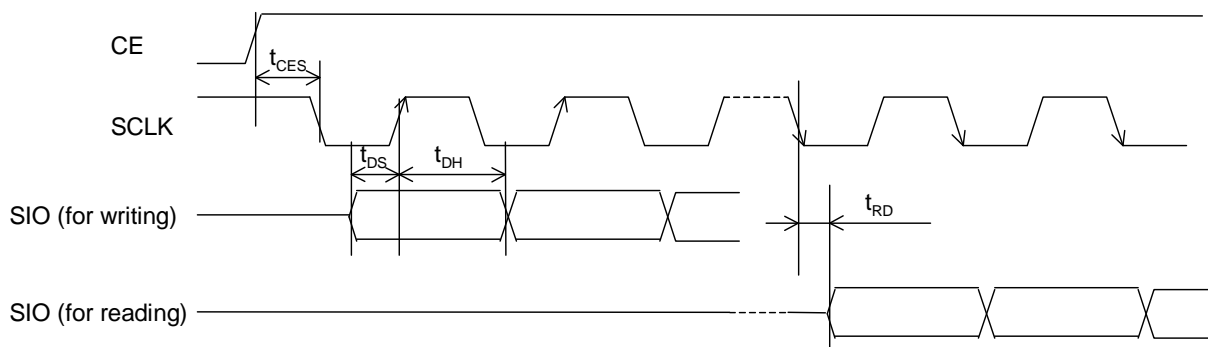 CE
tCES
SCLK
tDS
tDH
SIO (for writing)
tRD
SIO (for reading)